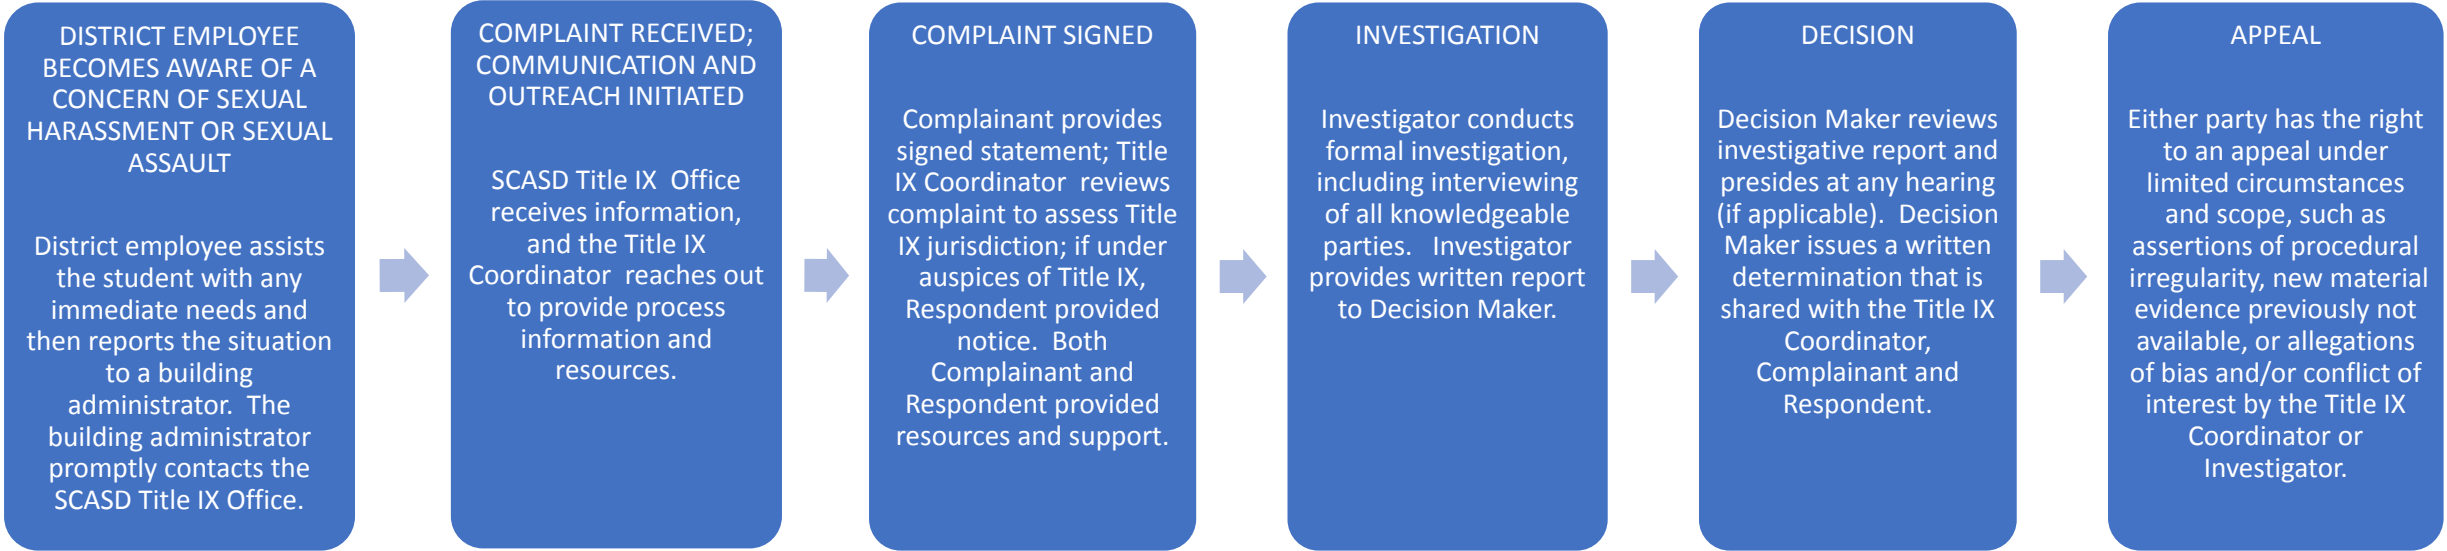 DISTRICT EMPLOYEE
BECOMES AWARE OF A
CONCERN OF SEXUAL
HARASSMENT OR SEXUAL
ASSAULT
District employee assists
the student with any
immediate needs and
then reports the situation
to a building
administrator. The
building administrator
promptly contacts the
SCASD Title IX Office.
COMPLAINT RECEIVED;
COMMUNICATION AND
OUTREACH INITIATED
SCASD Title IX Office
receives information,
and the Title IX
Coordinator reaches out
to provide process
information and
resources.
COMPLAINT SIGNED
Complainant provides
signed statement; Title
IX Coordinator reviews
complaint to assess Title
IX jurisdiction; if under
auspices of Title IX,
Respondent provided
notice. Both
Complainant and
Respondent provided
resources and support.
INVESTIGATION
Investigator conducts
formal investigation,
including interviewing
of all knowledgeable
parties. Investigator
provides written report
to Decision Maker.
DECISION
Decision Maker reviews
investigative report and
presides at any hearing
(if applicable). Decision
Maker issues a written
determination that is
shared with the Title IX
Coordinator,
Complainant and
Respondent.
APPEAL
Either party has the right
to an appeal under
limited circumstances
and scope, such as
assertions of procedural
irregularity, new material
evidence previously not
available, or allegations
of bias and/or conflict of
interest by the Title IX
Coordinator or
Investigator.